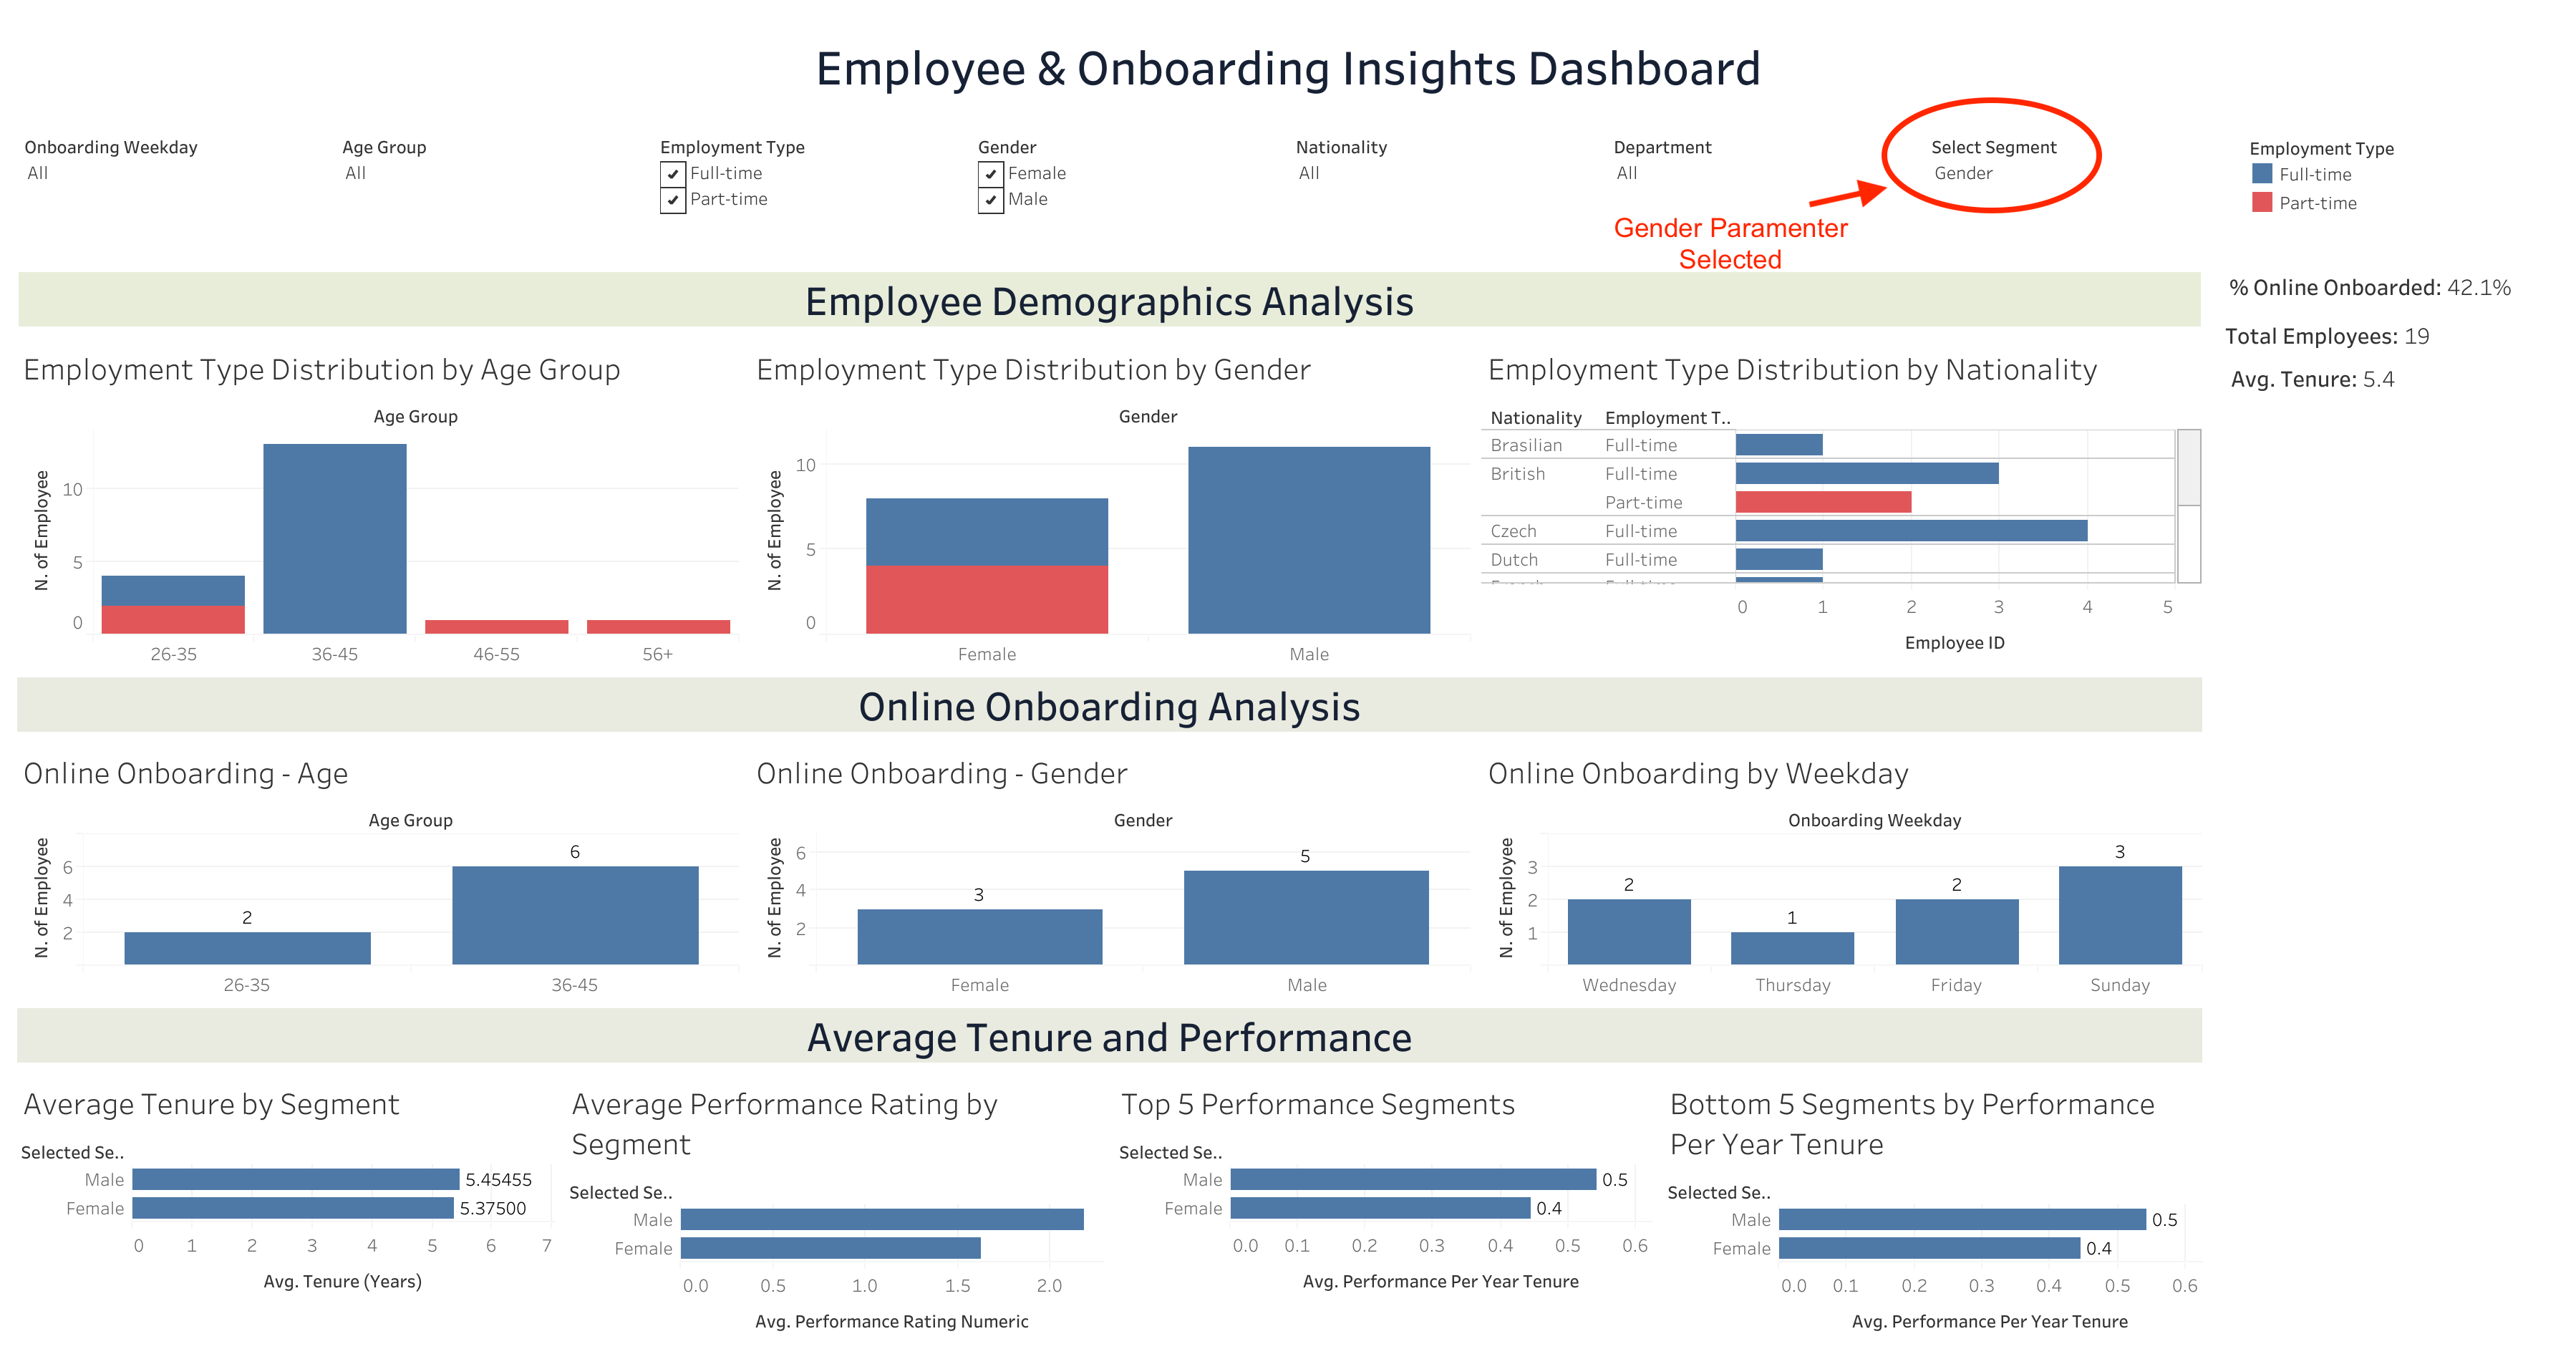 Employee & Onboarding Insights Dashboard
Onboarding Weekday
All
Age Group
All
Employment Type
Full-time
Part-time
Gender
Female
Male
Nationality
All
Department
All
Select Segment
Gender
Employment Type
Full-time
Part-time
Gender Paramenter
Selected
Employee Demographics Analysis
% Online Onboarded: 42.1%
Total Employees: 19
Avg. Tenure: 5.4
Employment Type Distribution by Age Group
Age Group
N. of Employee
10
5
0
26-35 36-45 46-55 56+
Employment Type Distribution by Gender
Gender
N. of Employee
10
5
0
Female Male
Employment Type Distribution by Nationality
Nationality Employment T..
Brasilian Full-time
British Full-time
Part-time
Czech Full-time
Dutch Full-time
0 1 2 3 4 5
Employee ID
Online Onboarding Analysis
Online Onboarding - Age
Age Group
N. of Employee
6
4
2
2 6
26-35 36-45
Online Onboarding - Gender
Gender
N. of Employee
6
4
2
3 5
Female Male
Online Onboarding by Weekday
Onboarding Weekday
N. of Employee
3
2
1
2 1 2 3
Wednesday Thursday Friday Sunday
Average Tenure and Performance
Average Tenure by Segment
Selected Se..
Male 5.45455
Female 5.37500
0 1 2 3 4 5 6 7
Avg. Tenure (Years)
Average Performance Rating by
Segment
Selected Se..
Male
Female
0.0 0.5 1.0 1.5 2.0
Avg. Performance Rating Numeric
Top 5 Performance Segments
Selected Se..
Male 0.5
Female 0.4
0.0 0.1 0.2 0.3 0.4 0.5 0.6
Avg. Performance Per Year Tenure
Bottom 5 Segments by Performance
Per Year Tenure
Selected Se..
Male 0.5
Female 0.4
0.0 0.1 0.2 0.3 0.4 0.5 0.6
Avg. Performance Per Year Tenure